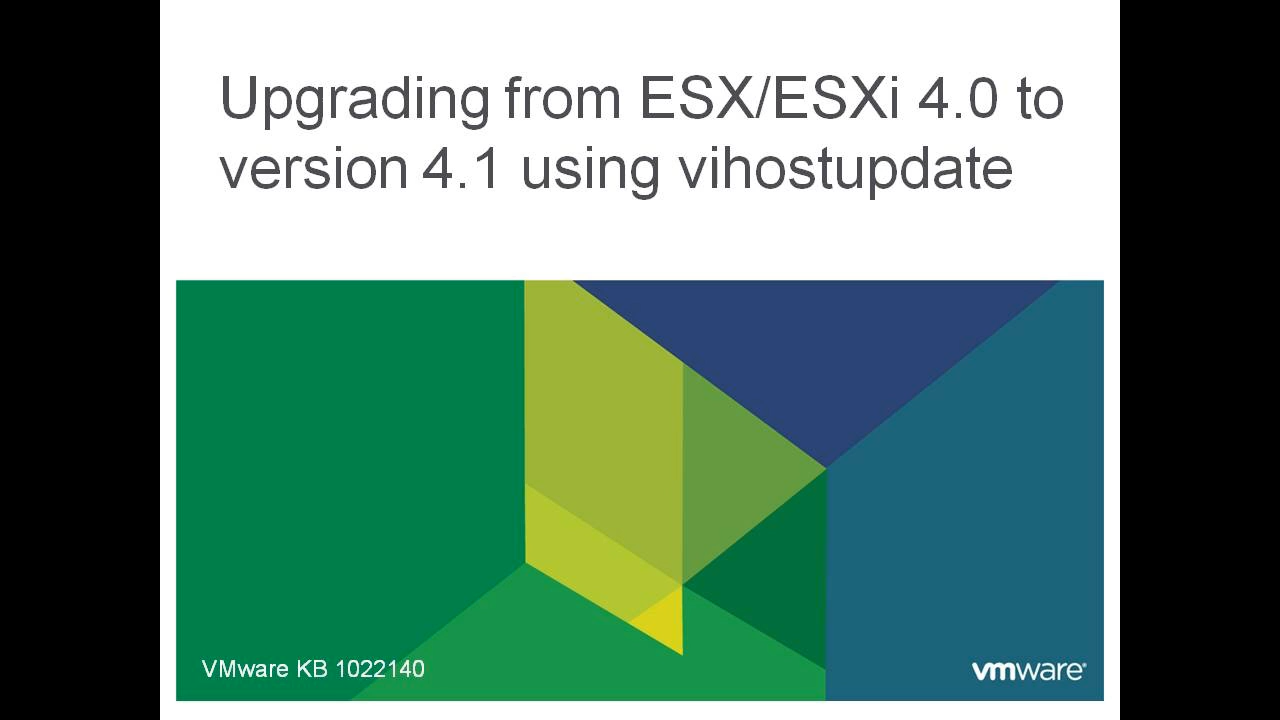 Upgrading from ESX/ESXi 4.0 to
version 4.1 using vihostupdate
VMware KB 1022140
vmware®